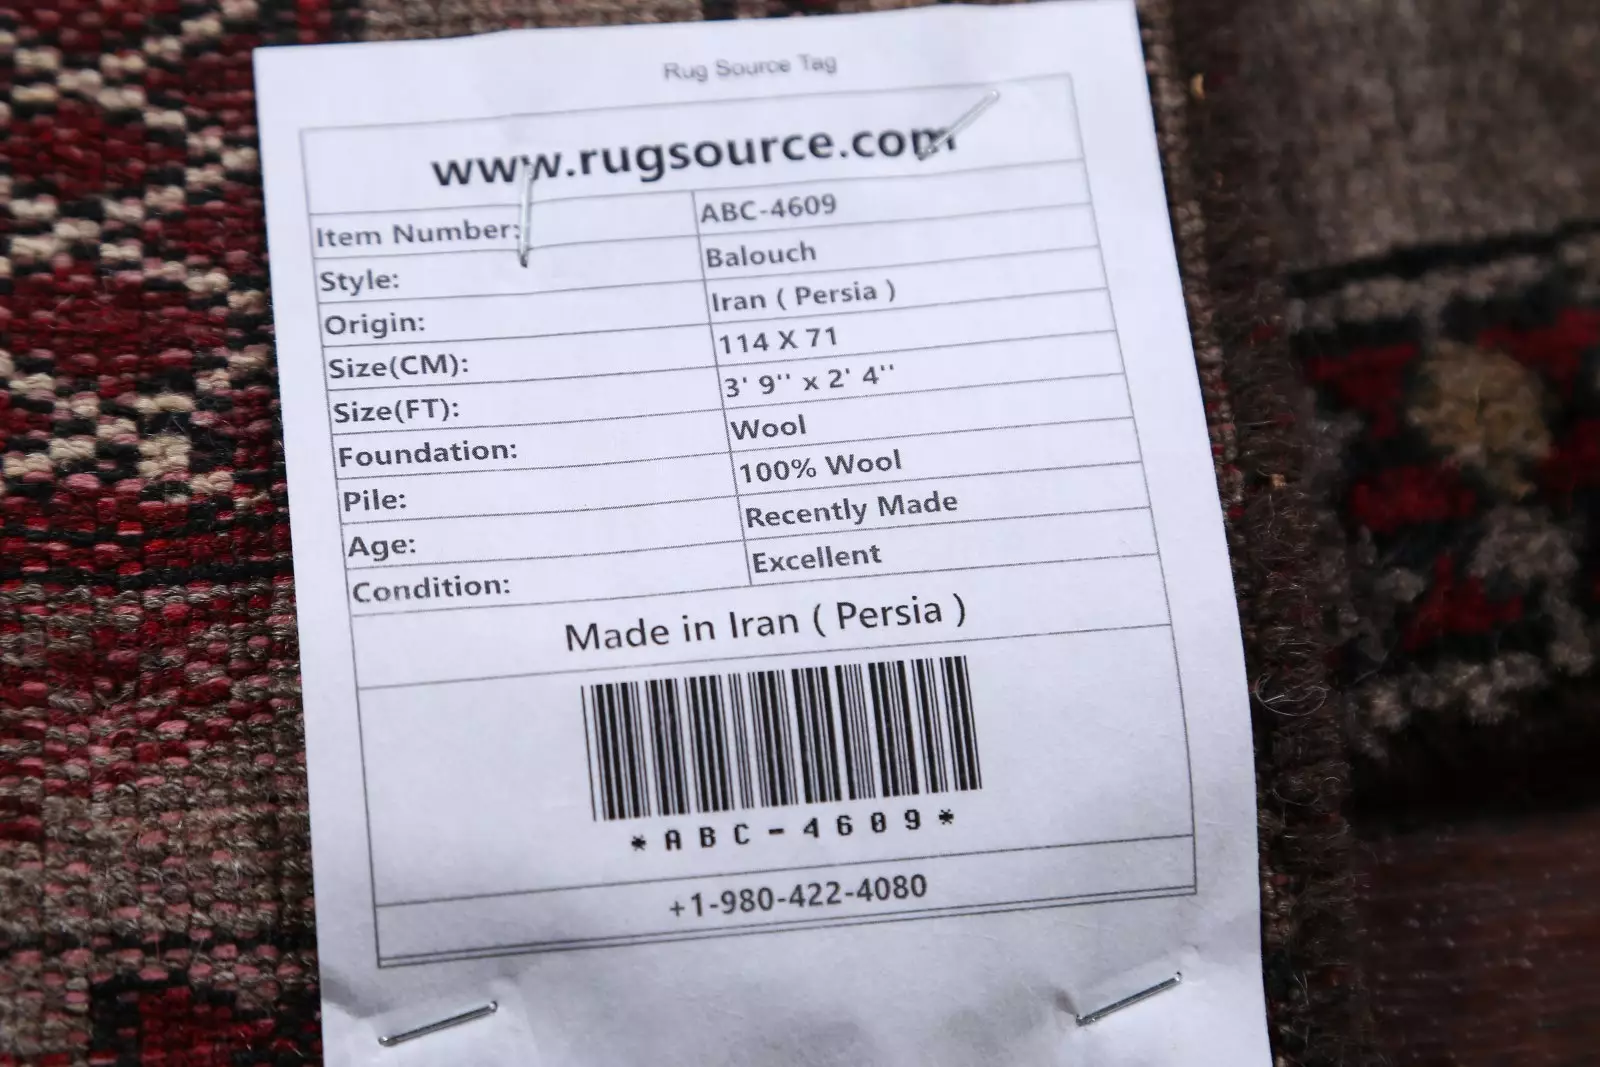 Rug Source Tag
www.rugsource.com
Item Number: ABC-4609
Style: Balouch
Origin: Iran ( Persia )
Size(CM): 114 X 71
Size(FT): 3' 9'' x 2' 4''
Foundation: Wool
Pile: 100% Wool
Age: Recently Made
Condition: Excellent
Made in Iran ( Persia )
*ABC-4609*
+1-980-422-4080